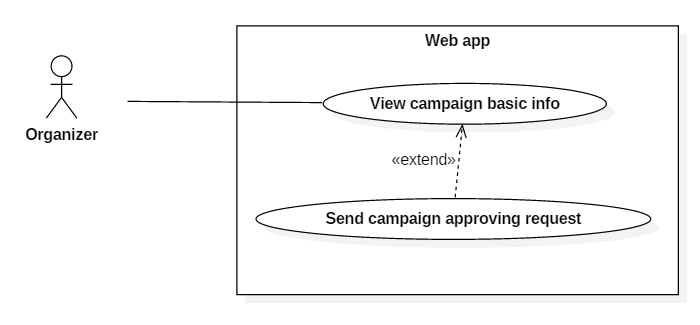 Web app
Organizer
View campaign basic info
«extend»
Send campaign approving request